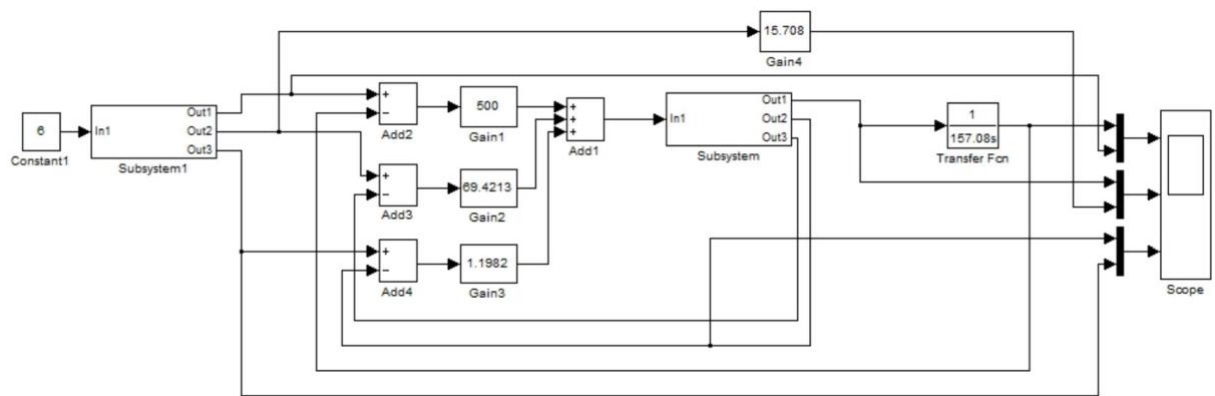 15.708
Gain4
6
Constant1
In1
Out1
Out2
Out3
Subsystem1
+
−
Add2
500
Gain1
+
−
Add3
69.4213
Gain2
+
−
Add4
1.1982
Gain3
+
+
+
Add1
In1
Out1
Out2
Out3
Subsystem
1
157.08s
Transfer Fcn
Scope